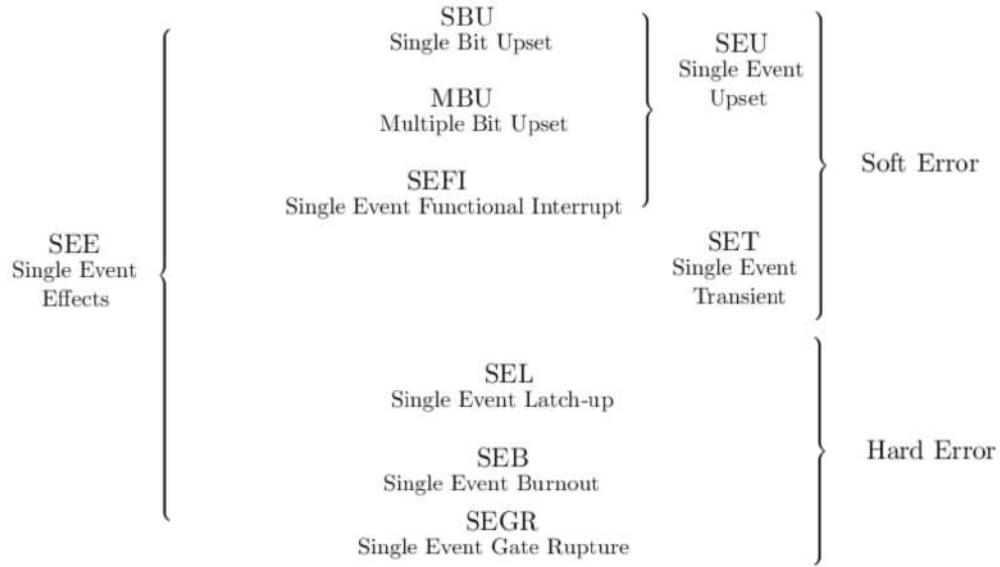 SBU
Single Bit Upset
MBU
Multiple Bit Upset
SEFI
Single Event Functional Interrupt
SEU
Single Event
Upset
SET
Single Event
Transient
Soft Error
SEE
Single Event
Effects
SEL
Single Event Latch-up
SEB
Single Event Burnout
SEGR
Single Event Gate Rupture
Hard Error